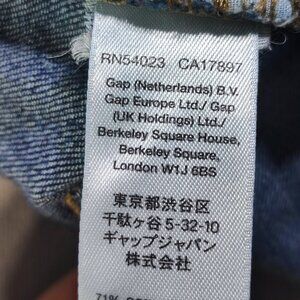 RN54023 CA17897
Gap (Netherlands) B.V.
Gap Europe Ltd./ Gap
(UK Holdings) Ltd./
Berkeley Square House,
Berkeley Square,
London W1J 6BS
東京都渋谷区
千駄ヶ谷 5-32-10
ギャップジャパン
株式会社
71%